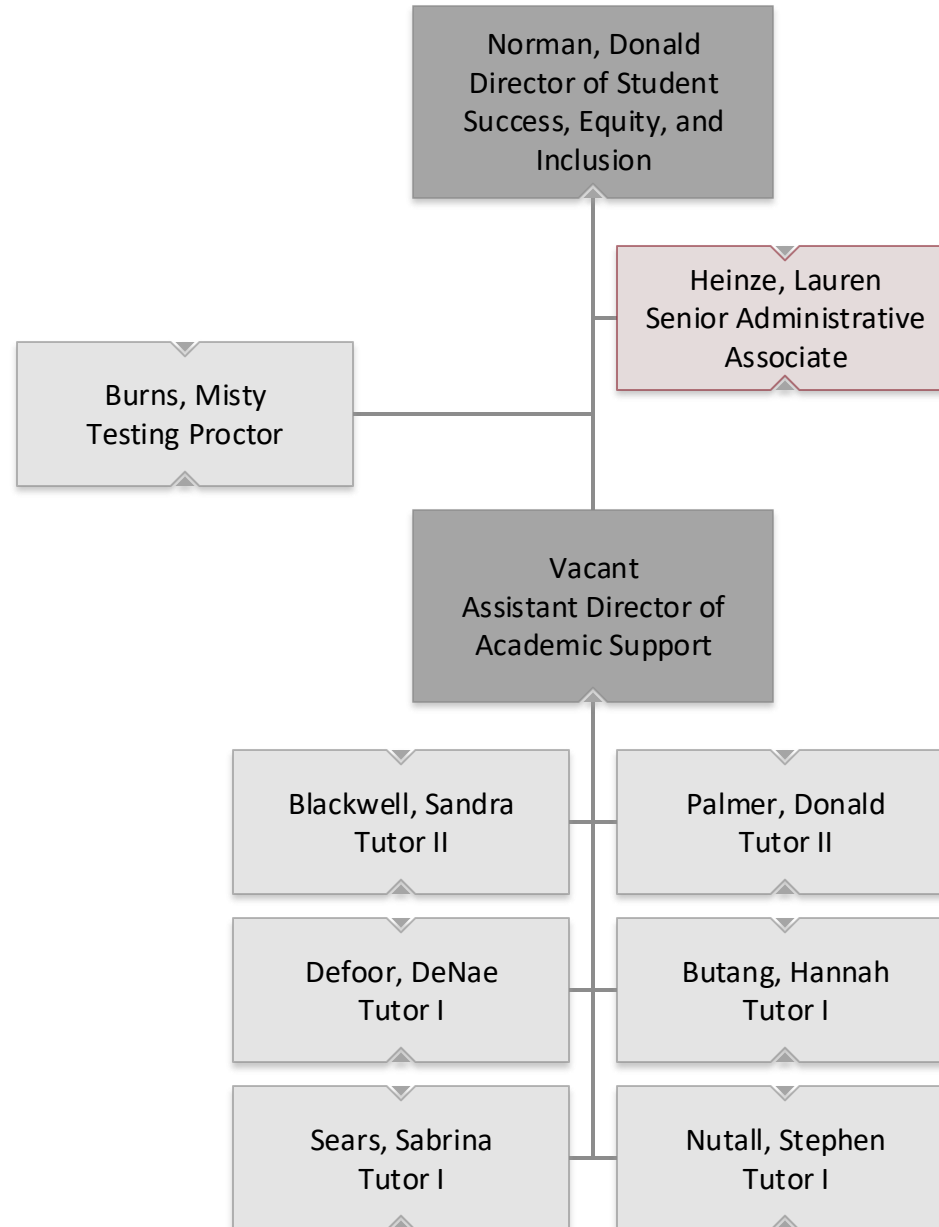 Norman, Donald
Director of Student
Success, Equity, and
Inclusion
Heinze, Lauren
Senior Administrative
Associate
Burns, Misty
Testing Proctor
Vacant
Assistant Director of
Academic Support
Blackwell, Sandra
Tutor II
Palmer, Donald
Tutor II
Defoor, DeNae
Tutor I
Butang, Hannah
Tutor I
Sears, Sabrina
Tutor I
Nutall, Stephen
Tutor I